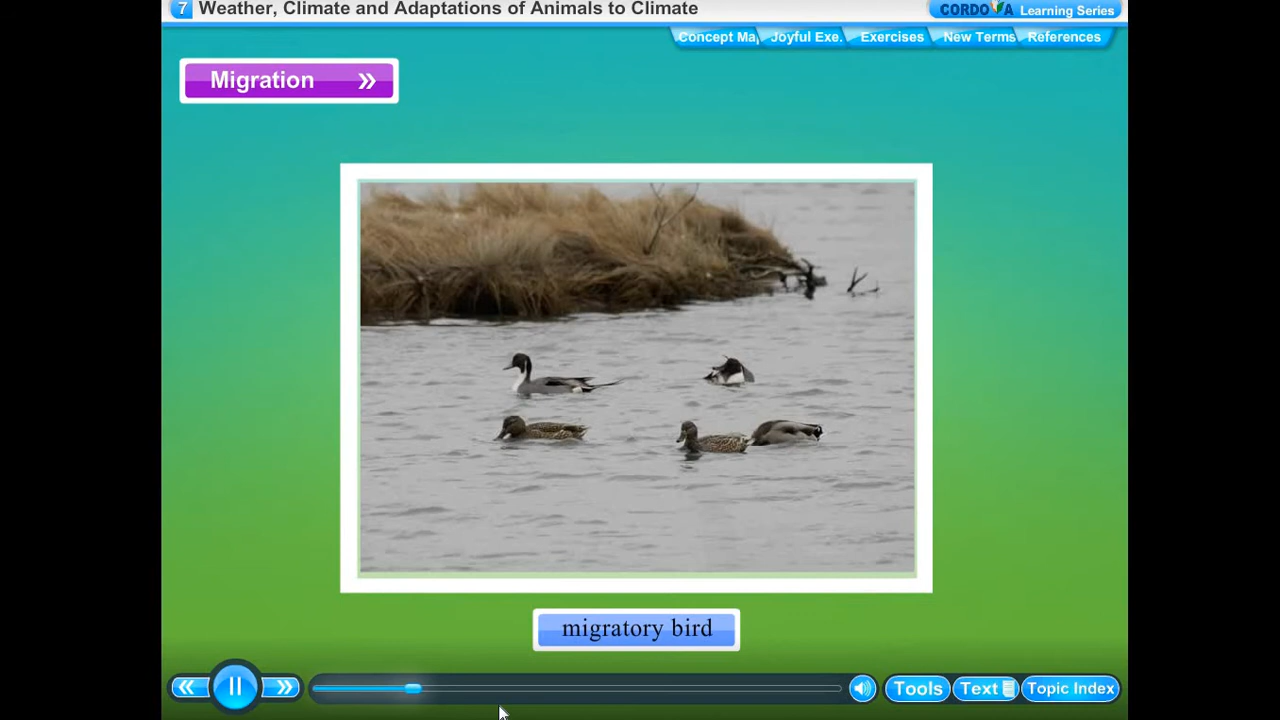 7 Weather, Climate and Adaptations of Animals to Climate
CORDOVA Learning Series
Concept Map Joyful Exe. Exercises New Terms References
Migration »
migratory bird
Tools Text Topic Index